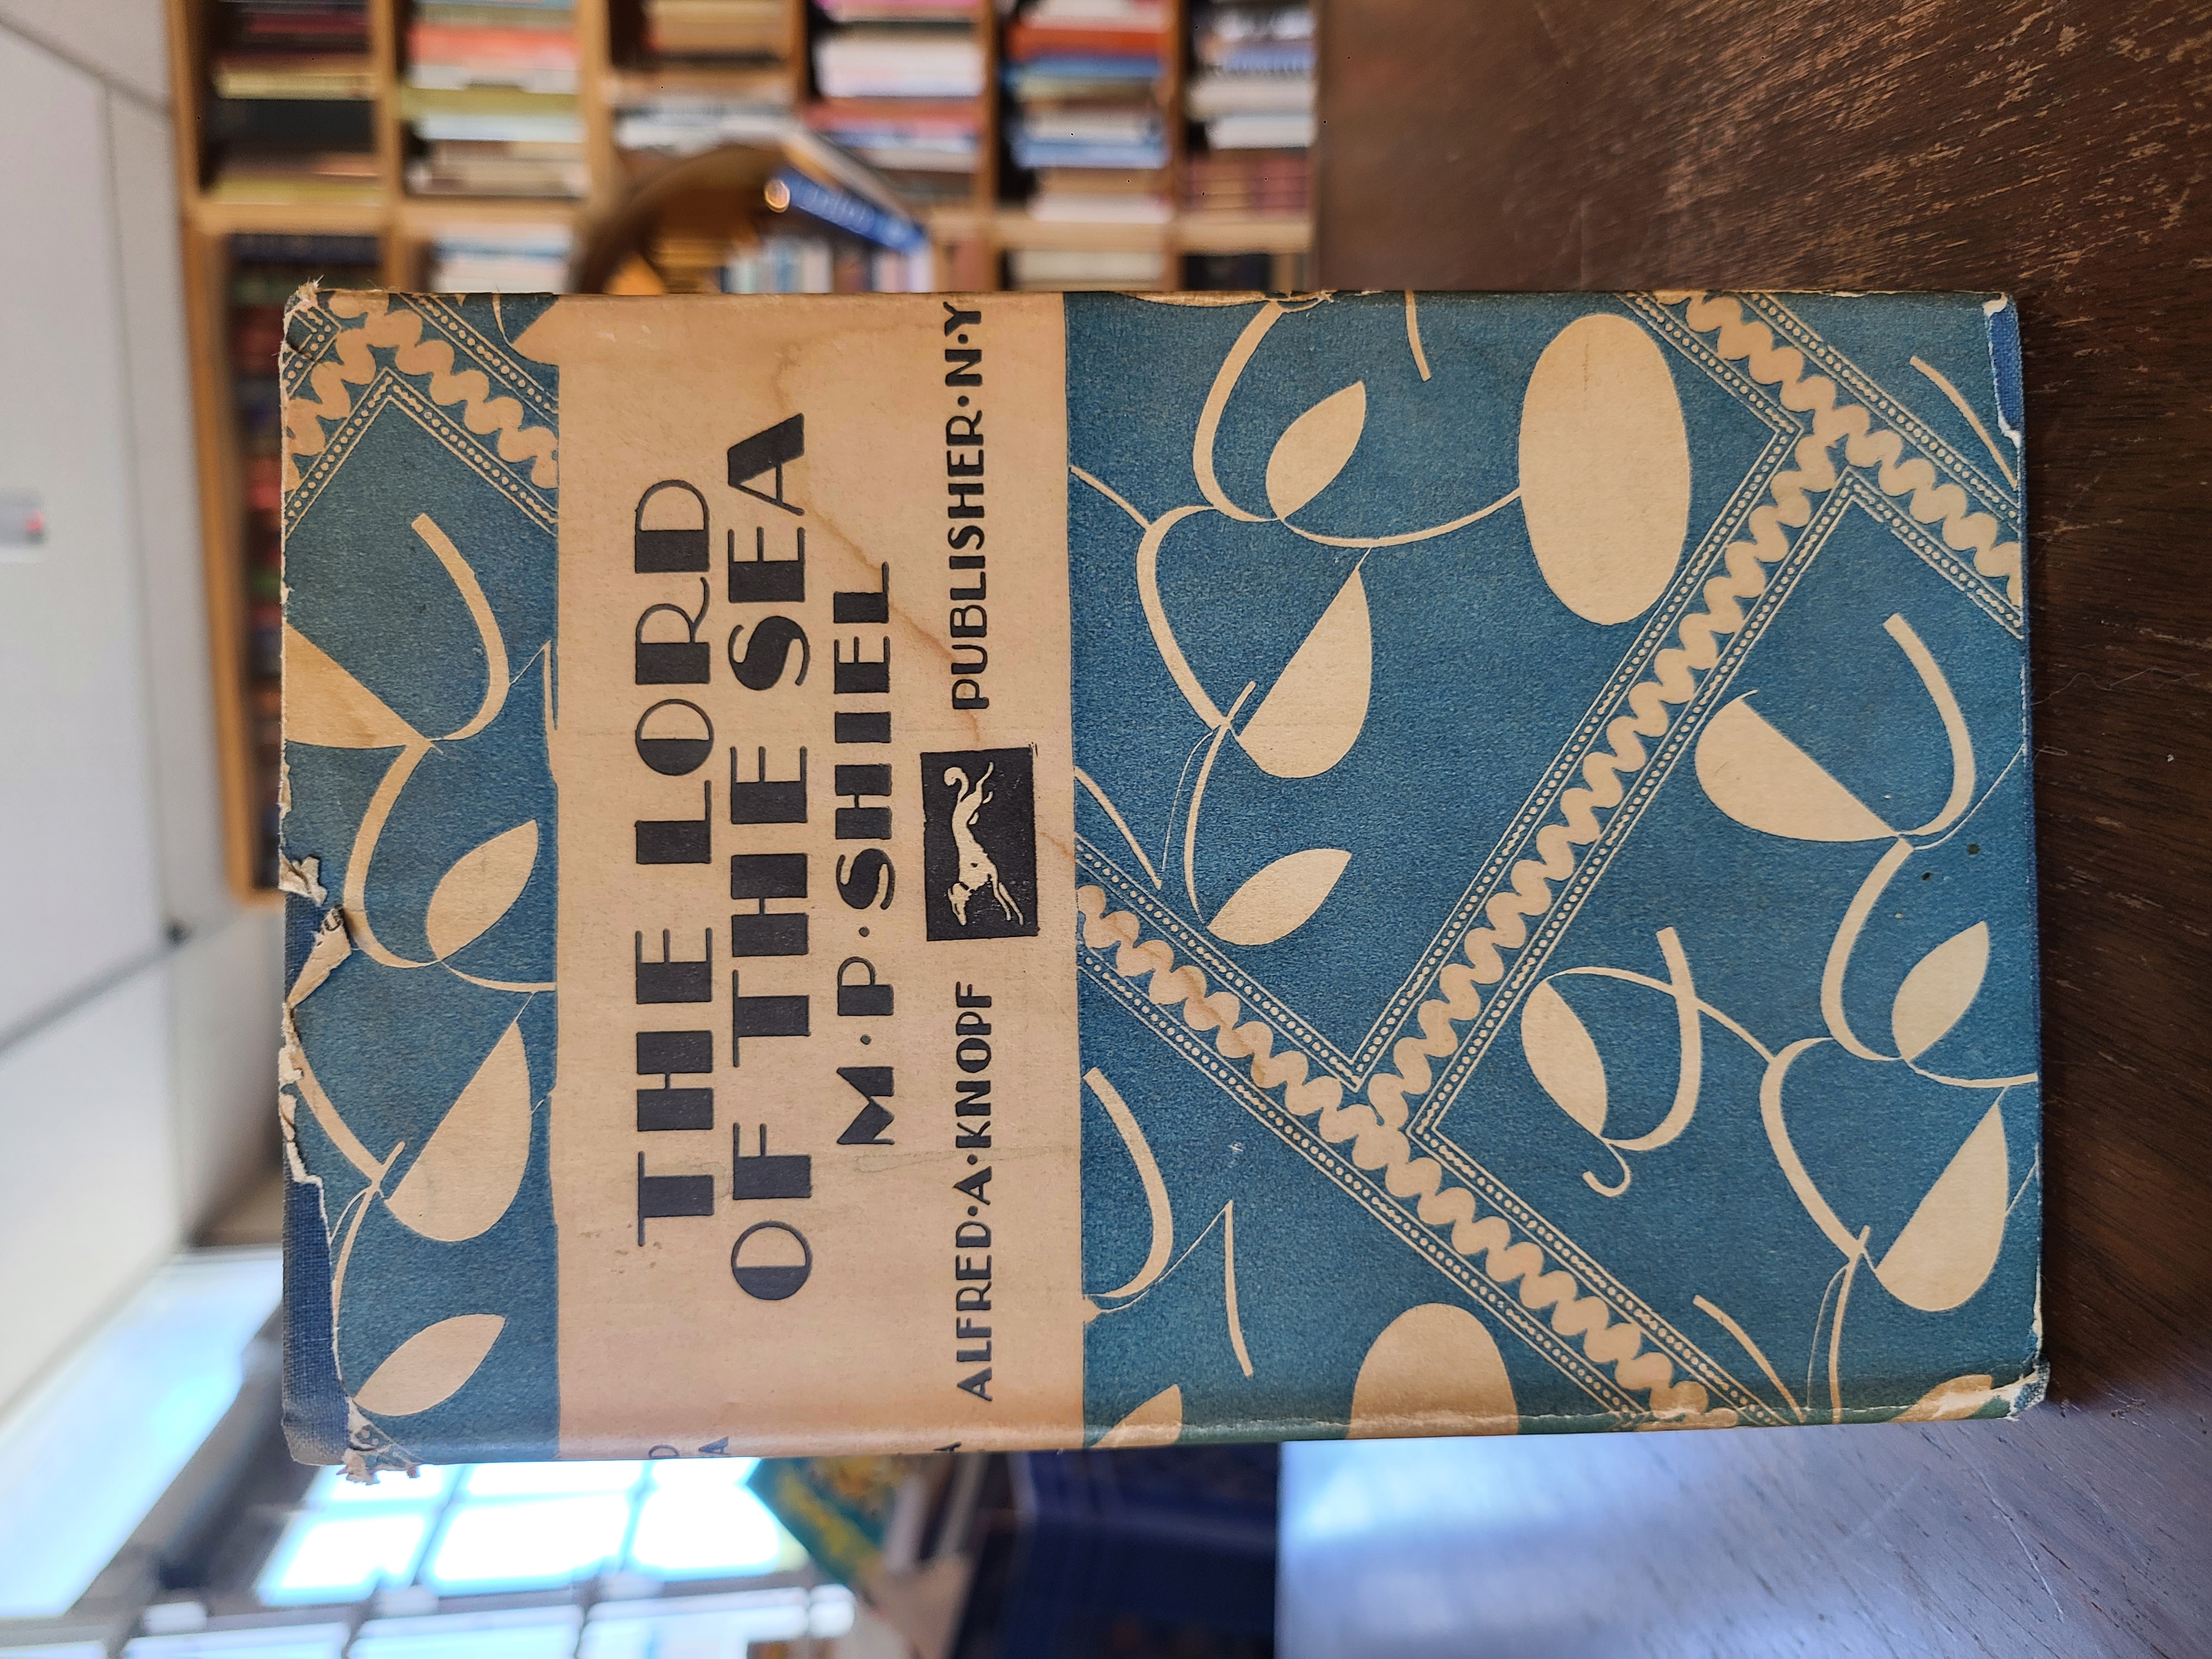 THE LORD
OF THE SEA
M·P·SHIEL
ALFRED·A·KNOPF PUBLISHER·N·Y